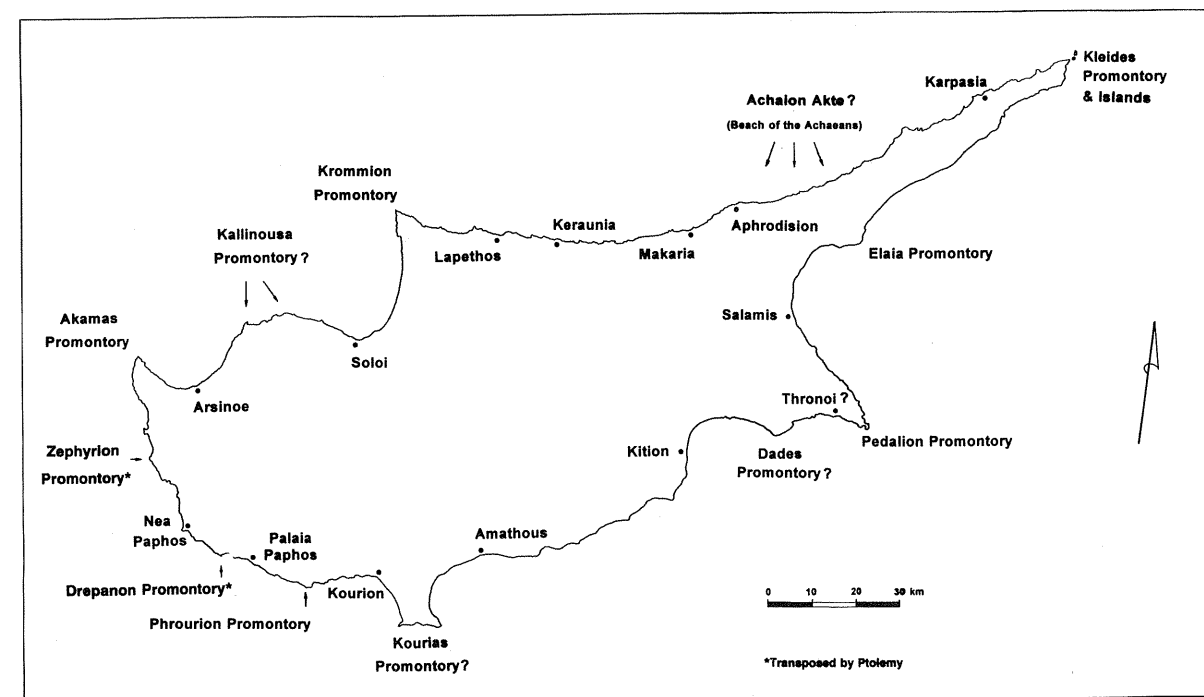 Kleides
Promontory
& Islands
Karpasia
Achaion Akte ?
(Beach of the Achaeans)
Krommion
Promontory
Aphrodision
Keraunia
Kallinousa
Promontory ?
Lapethos
Makaria
Elaia Promontory
Akamas
Promontory
Salamis
Soloi
Arsinoe
Thronoi ?
Pedalion Promontory
Zephyrion
Promontory*
Kition
Dades
Promontory ?
Nea
Paphos
Palaia
Paphos
Amathous
Drepanon Promontory*
Kourion
Phrourion Promontory
Kourias
Promontory?
0 10 20 30 km
*Transposed by Ptolemy